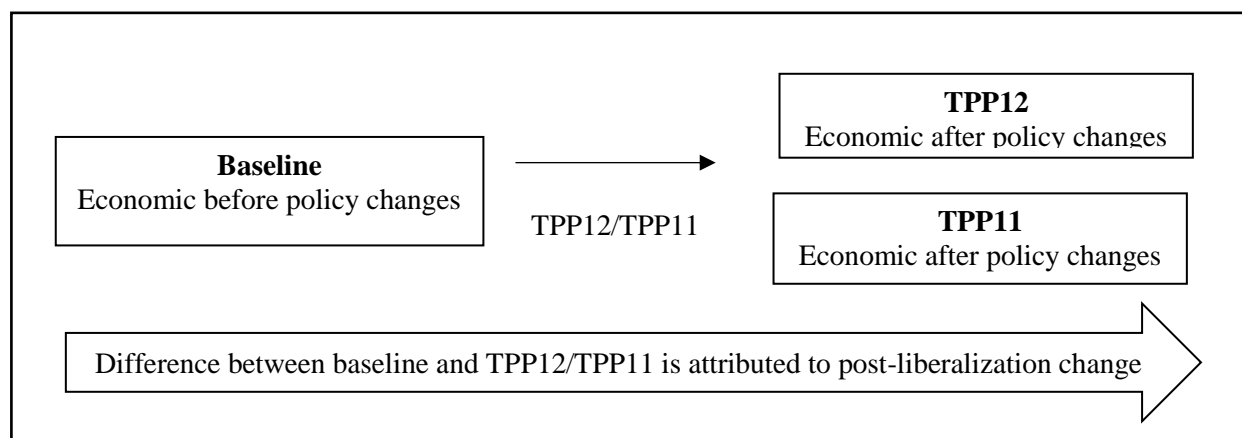 TPP12
Economic after policy changes
Baseline
Economic before policy changes
TPP12/TPP11
TPP11
Economic after policy changes
Difference between baseline and TPP12/TPP11 is attributed to post-liberalization change